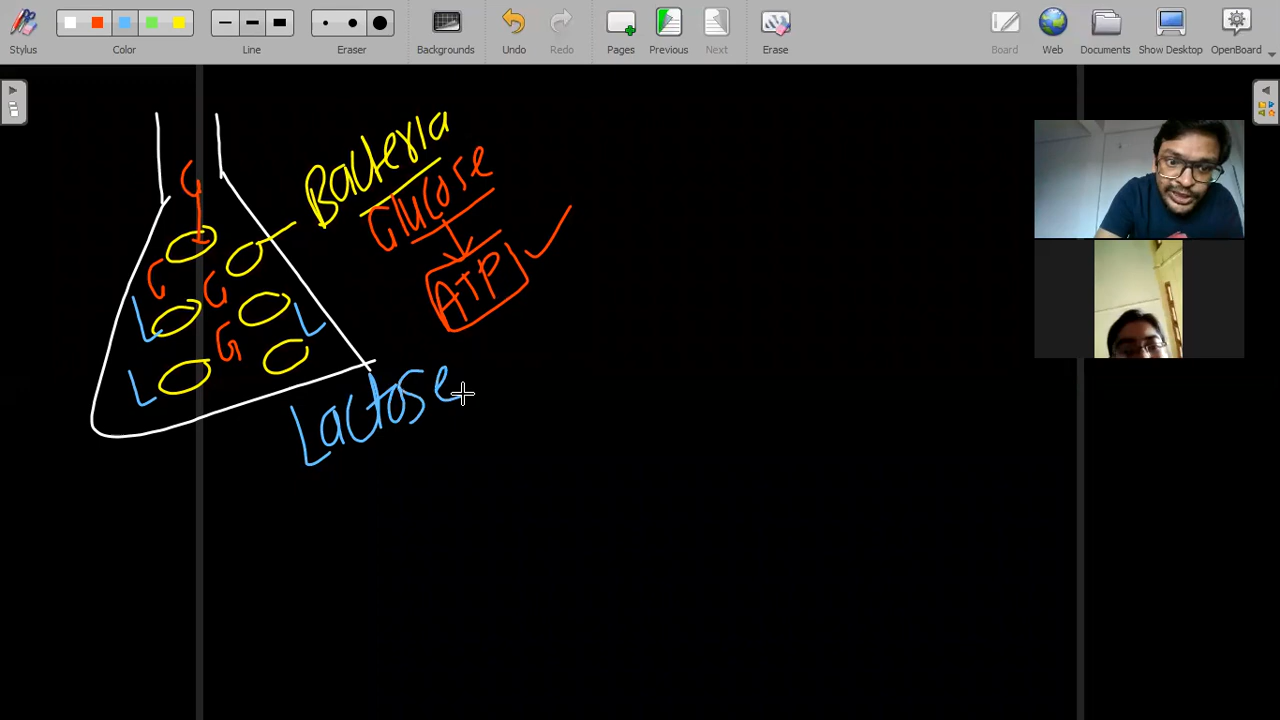 Stylus Color Line Eraser Backgrounds Undo Redo Pages Previous Next Erase Board Web Documents Show Desktop OpenBoard
Bacteria
Glucose
ATP
G
G
G
G
L
L
L
Lactose